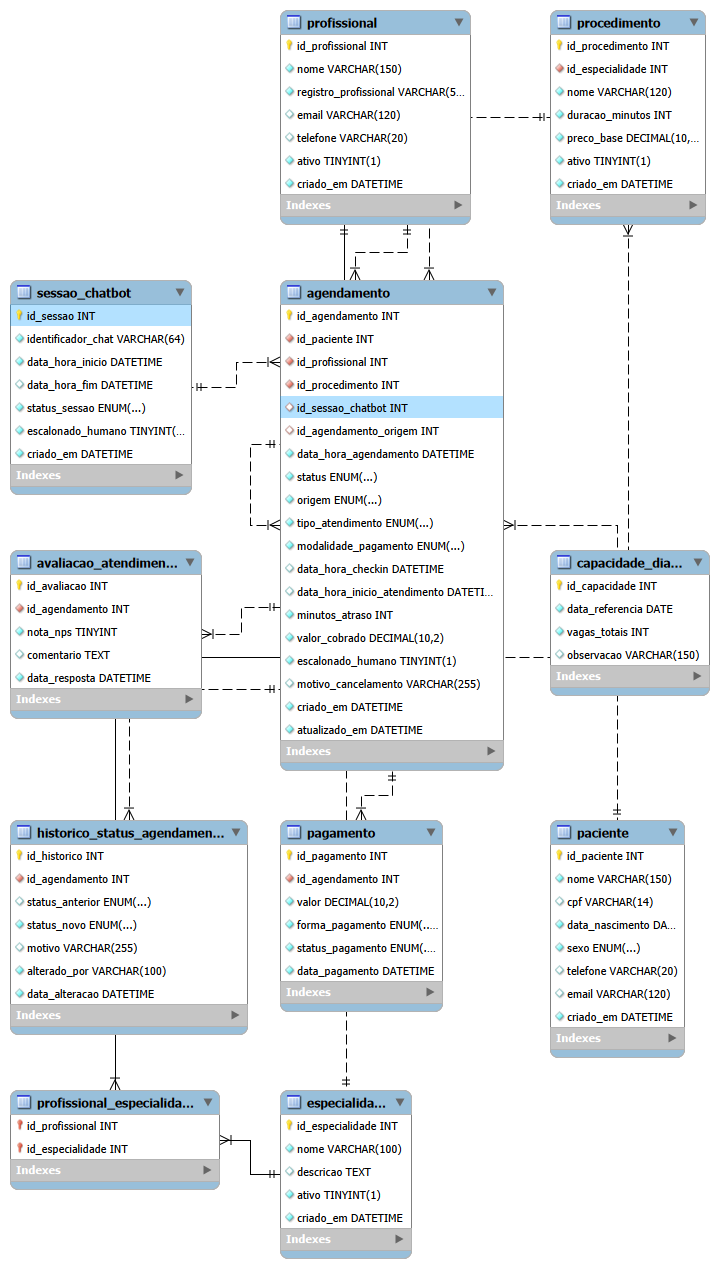 profissional
id_profissional INT
nome VARCHAR(150)
registro_profissional VARCHAR(5...
email VARCHAR(120)
telefone VARCHAR(20)
ativo TINYINT(1)
criado_em DATETIME
Indexes
procedimento
id_procedimento INT
id_especialidade INT
nome VARCHAR(120)
duracao_minutos INT
preco_base DECIMAL(10,...
ativo TINYINT(1)
criado_em DATETIME
Indexes
sessao_chatbot
id_sessao INT
identificador_chat VARCHAR(64)
data_hora_inicio DATETIME
data_hora_fim DATETIME
status_sessao ENUM(...)
escalonado_humano TINYINT(...
criado_em DATETIME
Indexes
agendamento
id_agendamento INT
id_paciente INT
id_profissional INT
id_procedimento INT
id_sessao_chatbot INT
id_agendamento_origem INT
data_hora_agendamento DATETIME
status ENUM(...)
origem ENUM(...)
tipo_atendimento ENUM(...)
modalidade_pagamento ENUM(...)
data_hora_checkin DATETIME
data_hora_inicio_atendimento DATETI...
minutos_atraso INT
valor_cobrado DECIMAL(10,2)
escalonado_humano TINYINT(1)
motivo_cancelamento VARCHAR(255)
criado_em DATETIME
atualizado_em DATETIME
Indexes
avaliacao_atendimen...
id_avaliacao INT
id_agendamento INT
nota_nps TINYINT
comentario TEXT
data_resposta DATETIME
Indexes
capacidade_dia...
id_capacidade INT
data_referencia DATE
vagas_totais INT
observacao VARCHAR(150)
Indexes
historico_status_agendamen...
id_historico INT
id_agendamento INT
status_anterior ENUM(...)
status_novo ENUM(...)
motivo VARCHAR(255)
alterado_por VARCHAR(100)
data_alteracao DATETIME
Indexes
pagamento
id_pagamento INT
id_agendamento INT
valor DECIMAL(10,2)
forma_pagamento ENUM(...
status_pagamento ENUM(...
data_pagamento DATETIME
Indexes
paciente
id_paciente INT
nome VARCHAR(150)
cpf VARCHAR(14)
data_nascimento DA...
sexo ENUM(...)
telefone VARCHAR(20)
email VARCHAR(120)
criado_em DATETIME
Indexes
profissional_especialida...
id_profissional INT
id_especialidade INT
Indexes
especialida...
id_especialidade INT
nome VARCHAR(100)
descricao TEXT
ativo TINYINT(1)
criado_em DATETIME
Indexes